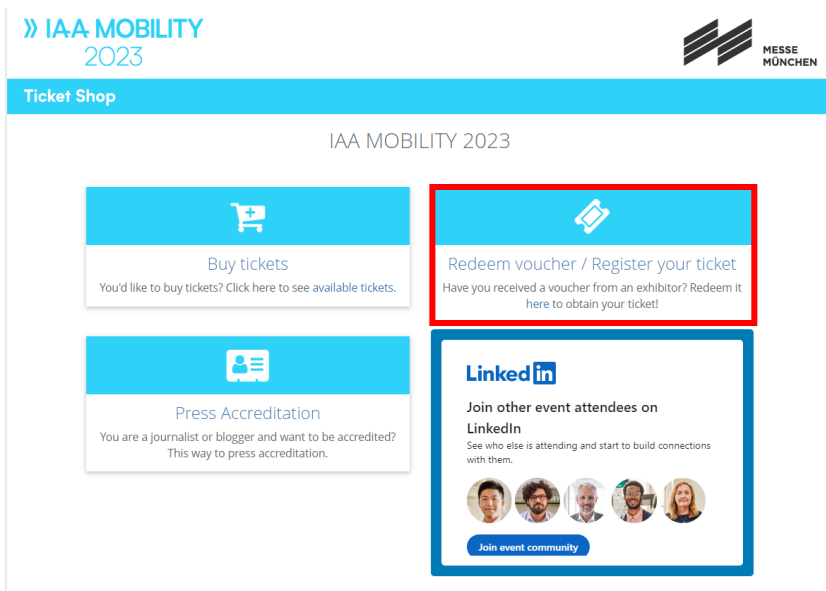 IAA MOBILITY
2023
MESSE
MÜNCHEN
Ticket Shop
IAA MOBILITY 2023
Buy tickets
You'd like to buy tickets? Click here to see available tickets.
Redeem voucher / Register your ticket
Have you received a voucher from an exhibitor? Redeem it
here to obtain your ticket!
Press Accreditation
You are a journalist or blogger and want to be accredited?
This way to press accreditation.
Linked in
Join other event attendees on
LinkedIn
See who else is attending and start to build connections
with them.
Join event community